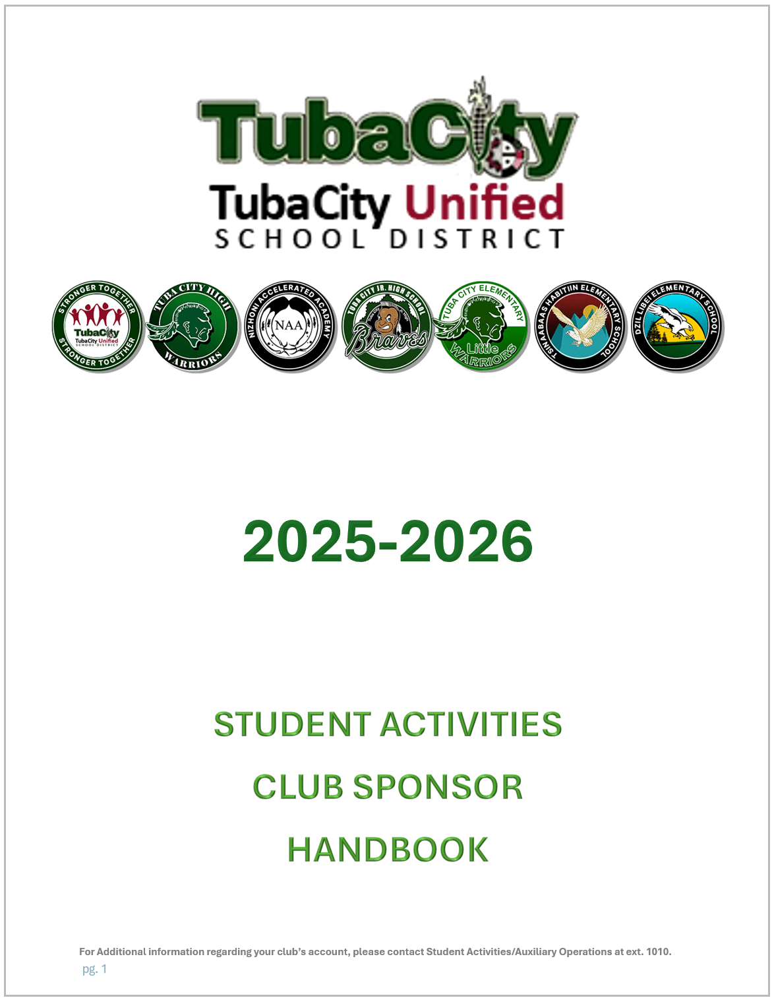 TubaCity
TubaCity Unified
SCHOOL DISTRICT
STRONGER TOGETHER
TubaCity
TubaCity Unified
SCHOOL DISTRICT
STRONGER TOGETHER
TUBA CITY HIGH
WARRIORS
NIZHONI ACCELERATED ACADEMY
NAA
TUBA CITY JR. HIGH SCHOOL
Braves
TUBA CITY ELEMENTARY
Little
WARRIORS
TSINAABAAS HABITIIN ELEMENTARY SCHOOL
DZIL LIBEI ELEMENTARY SCHOOL
2025-2026
STUDENT ACTIVITIES
CLUB SPONSOR
HANDBOOK
For Additional information regarding your club’s account, please contact Student Activities/Auxiliary Operations at ext. 1010.
pg. 1